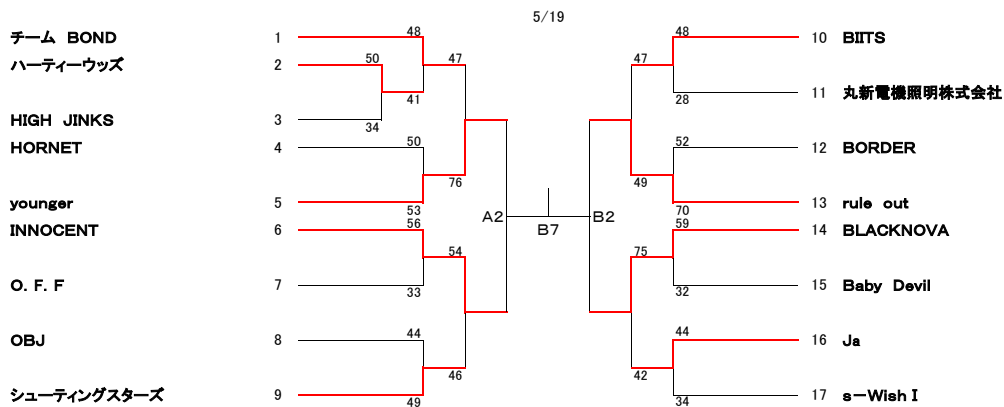 5/19
チーム BOND 1 48
ハーティーウッズ 2 50 47
41
HIGH JINKS 3 34
HORNET 4 50
76
younger 5 53
INNOCENT 6 56
54
O.F.F 7 33
OBJ 8 44
46
シューティングスターズ 9 49
A2 B7 B2
48 10 BIITS
47
28 11 丸新電機照明株式会社
52 12 BORDER
49
70 13 rule out
59 14 BLACKNOVA
75
32 15 Baby Devil
44 16 Ja
42
34 17 s-Wish I